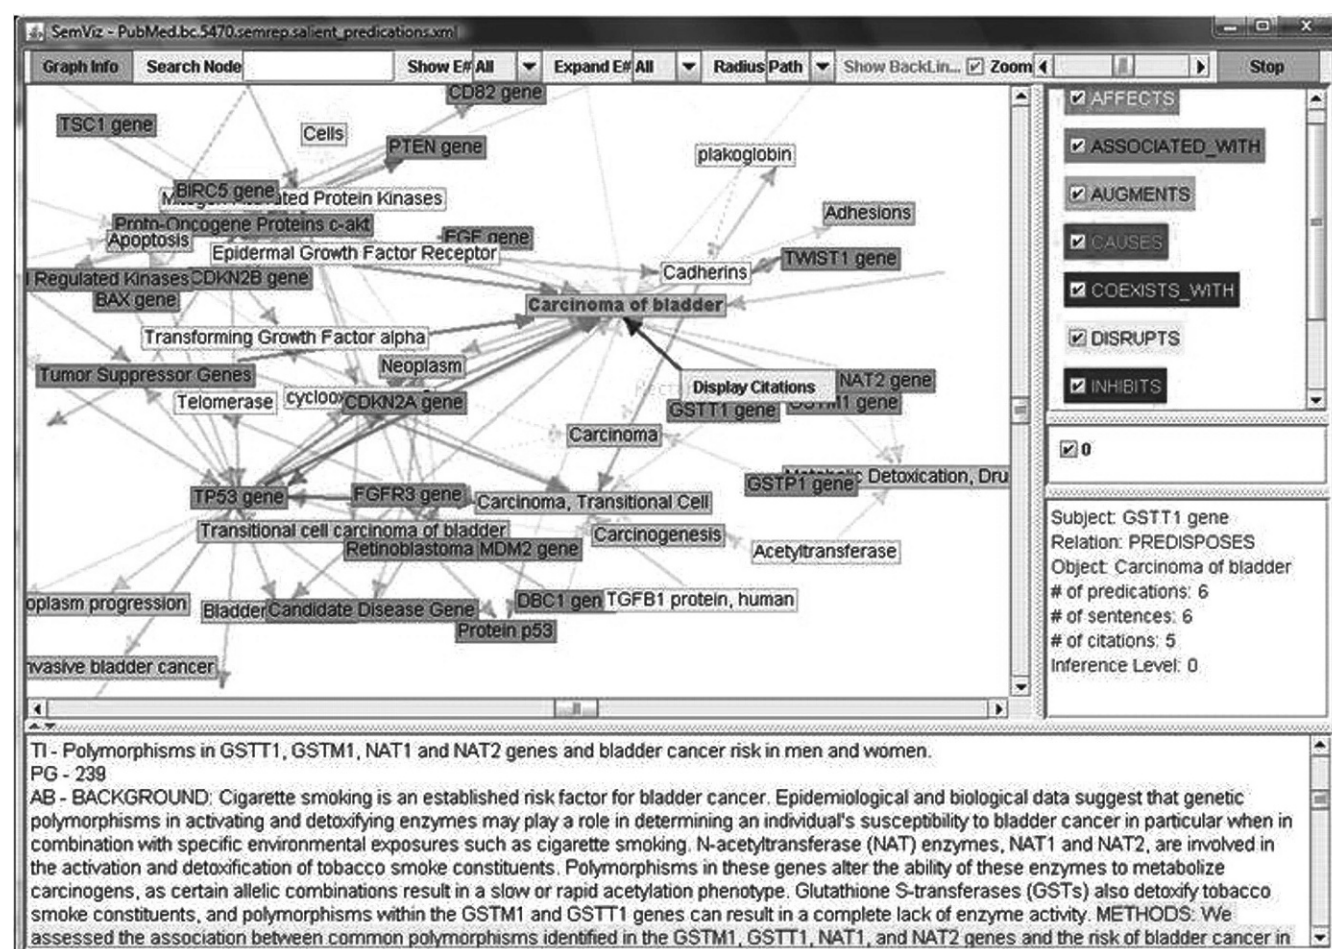 SemViz - PubMed.bc.5470.semrep.salient_predications.xml
Graph Info Search Node Show E# All Expand E# All Radius Path Show BackLin... Zoom Stop
CD82 gene
TSC1 gene
Cells
PTEN gene
plakoglobin
BIRC5 gene
Protein Kinases
Proto-Oncogene Proteins c-akt
Adhesions
Apoptosis
EGF gene
Epidermal Growth Factor Receptor
TWIST1 gene
Cadherins
l Regulated Kinases CDKN2B gene
BAX gene
Carcinoma of bladder
Transforming Growth Factor alpha
Neoplasm
Tumor Suppressor Genes
Display Citations
NAT2 gene
Telomerase
cycloox
CDKN2A gene
GSTT1 gene
GSTM1 gene
Carcinoma
Metabolic Detoxication, Dru
GSTP1 gene
TP53 gene
FGFR3 gene
Carcinoma, Transitional Cell
Transitional cell carcinoma of bladder
Carcinogenesis
Retinoblastoma MDM2 gene
Acetyltransferase
oplasm progression
Bladder Candidate Disease Gene
DBC1 gen TGFB1 protein, human
Protein p53
nvasive bladder cancer
AFFECTS
ASSOCIATED_WITH
AUGMENTS
CAUSES
COEXISTS_WITH
DISRUPTS
INHIBITS
0
Subject: GSTT1 gene
Relation: PREDISPOSES
Object: Carcinoma of bladder
# of predications: 6
# of sentences: 6
# of citations: 5
Inference Level: 0
TI - Polymorphisms in GSTT1, GSTM1, NAT1 and NAT2 genes and bladder cancer risk in men and women.
PG - 239
AB - BACKGROUND: Cigarette smoking is an established risk factor for bladder cancer. Epidemiological and biological data suggest that genetic
polymorphisms in activating and detoxifying enzymes may play a role in determining an individual's susceptibility to bladder cancer in particular when in
combination with specific environmental exposures such as cigarette smoking. N-acetyltransferase (NAT) enzymes, NAT1 and NAT2, are involved in
the activation and detoxification of tobacco smoke constituents. Polymorphisms in these genes alter the ability of these enzymes to metabolize
carcinogens, as certain allelic combinations result in a slow or rapid acetylation phenotype. Glutathione S-transferases (GSTs) also detoxify tobacco
smoke constituents, and polymorphisms within the GSTM1 and GSTT1 genes can result in a complete lack of enzyme activity. METHODS: We
assessed the association between common polymorphisms identified in the GSTM1, GSTT1, NAT1, and NAT2 genes and the risk of bladder cancer in